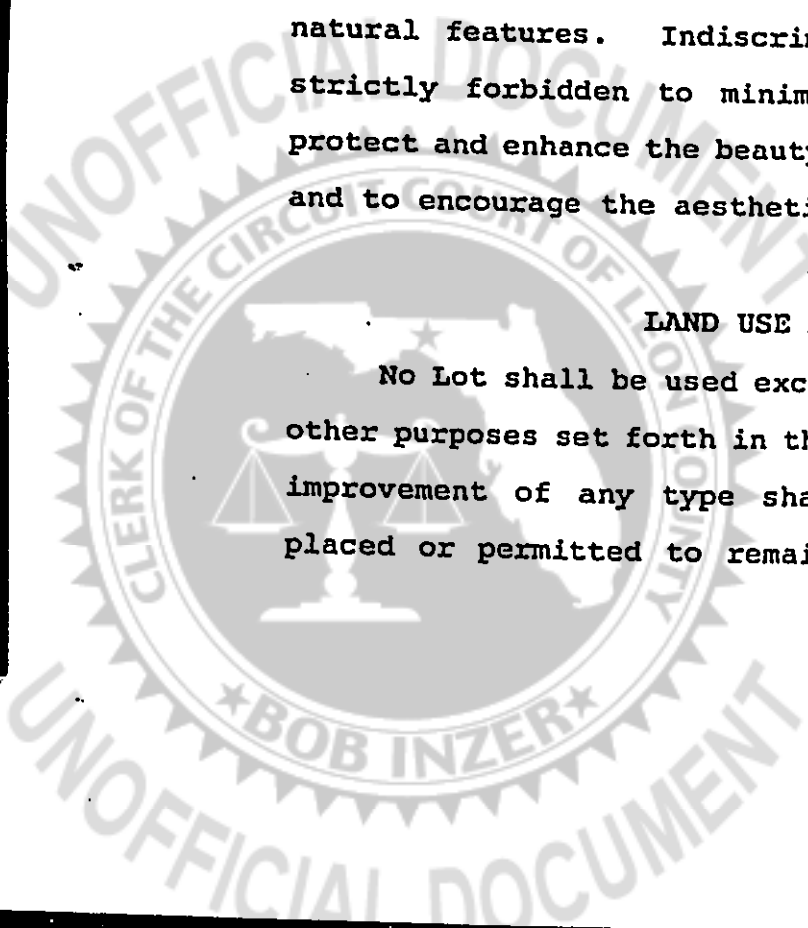 natural features. Indiscri
strictly forbidden to minim
protect and enhance the beauty
and to encourage the aestheti
LAND USE
No Lot shall be used exc
other purposes set forth in th
improvement of any type sha
placed or permitted to remai
UNOFFICIAL DOCUMENT
CLERK OF THE CIRCUIT COURT OF LEON COUNTY
★BOB INZER★
UNOFFICIAL DOCUMENT